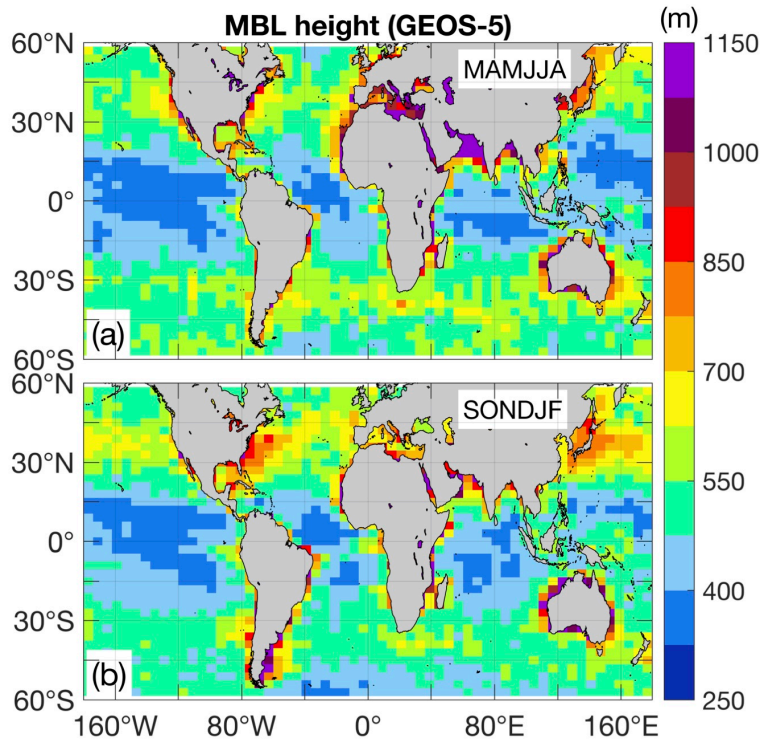 MBL height (GEOS-5)
(m)
60°N
MAMJJA
1150
30°N
1000
0°
850
30°S
(a)
60°S
700
60°N
SONDJF
30°N
550
0°
400
30°S
(b)
60°S
250
160°W 80°W 0° 80°E 160°E